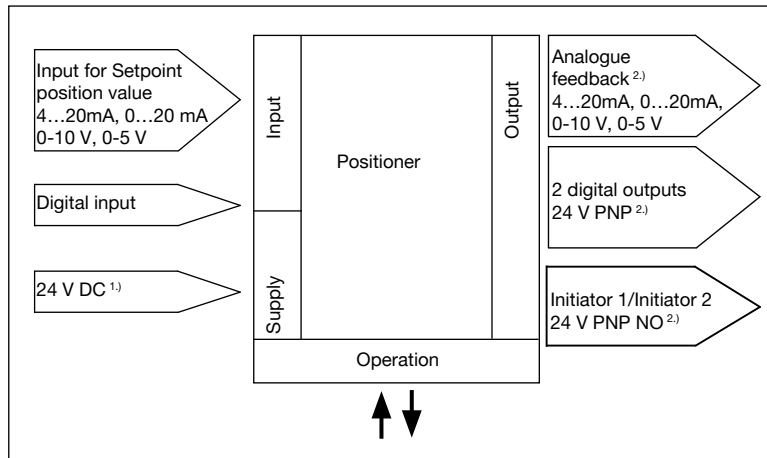 Input for Setpoint
position value
4…20mA, 0…20 mA
0-10 V, 0-5 V
Digital input
24 V DC 1.)
Input
Supply
Positioner
Output
Operation
Analogue
feedback 2.)
4…20mA, 0…20mA,
0-10 V, 0-5 V
2 digital outputs
24 V PNP 2.)
Initiator 1/Initiator 2
24 V PNP NO 2.)